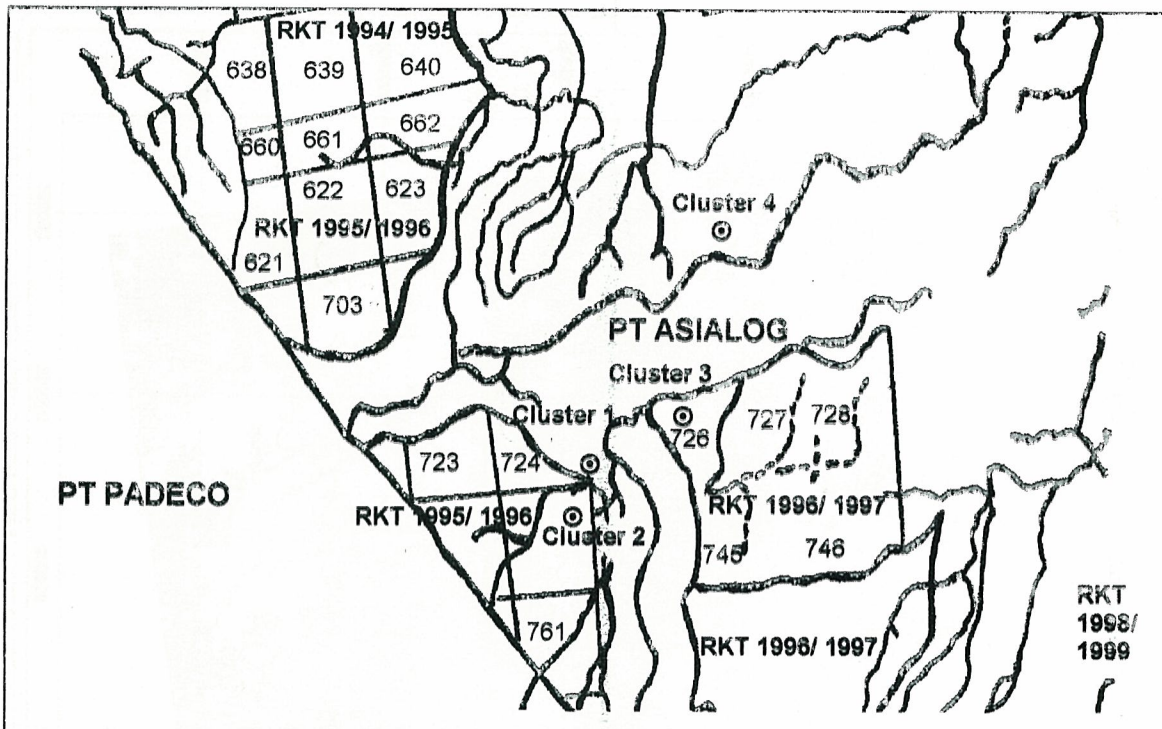 RKT 1994/ 1995
638
639
640
660
661
662
622
623
RKT 1995/ 1996
621
703
Cluster 4
PT ASIALOG
Cluster 3
Cluster 1
726
727
728
723
724
PT PADECO
RKT 1995/ 1996
Cluster 2
RKT 1996/ 1997
745
746
761
RKT 1996/ 1997
RKT
1998/
1999